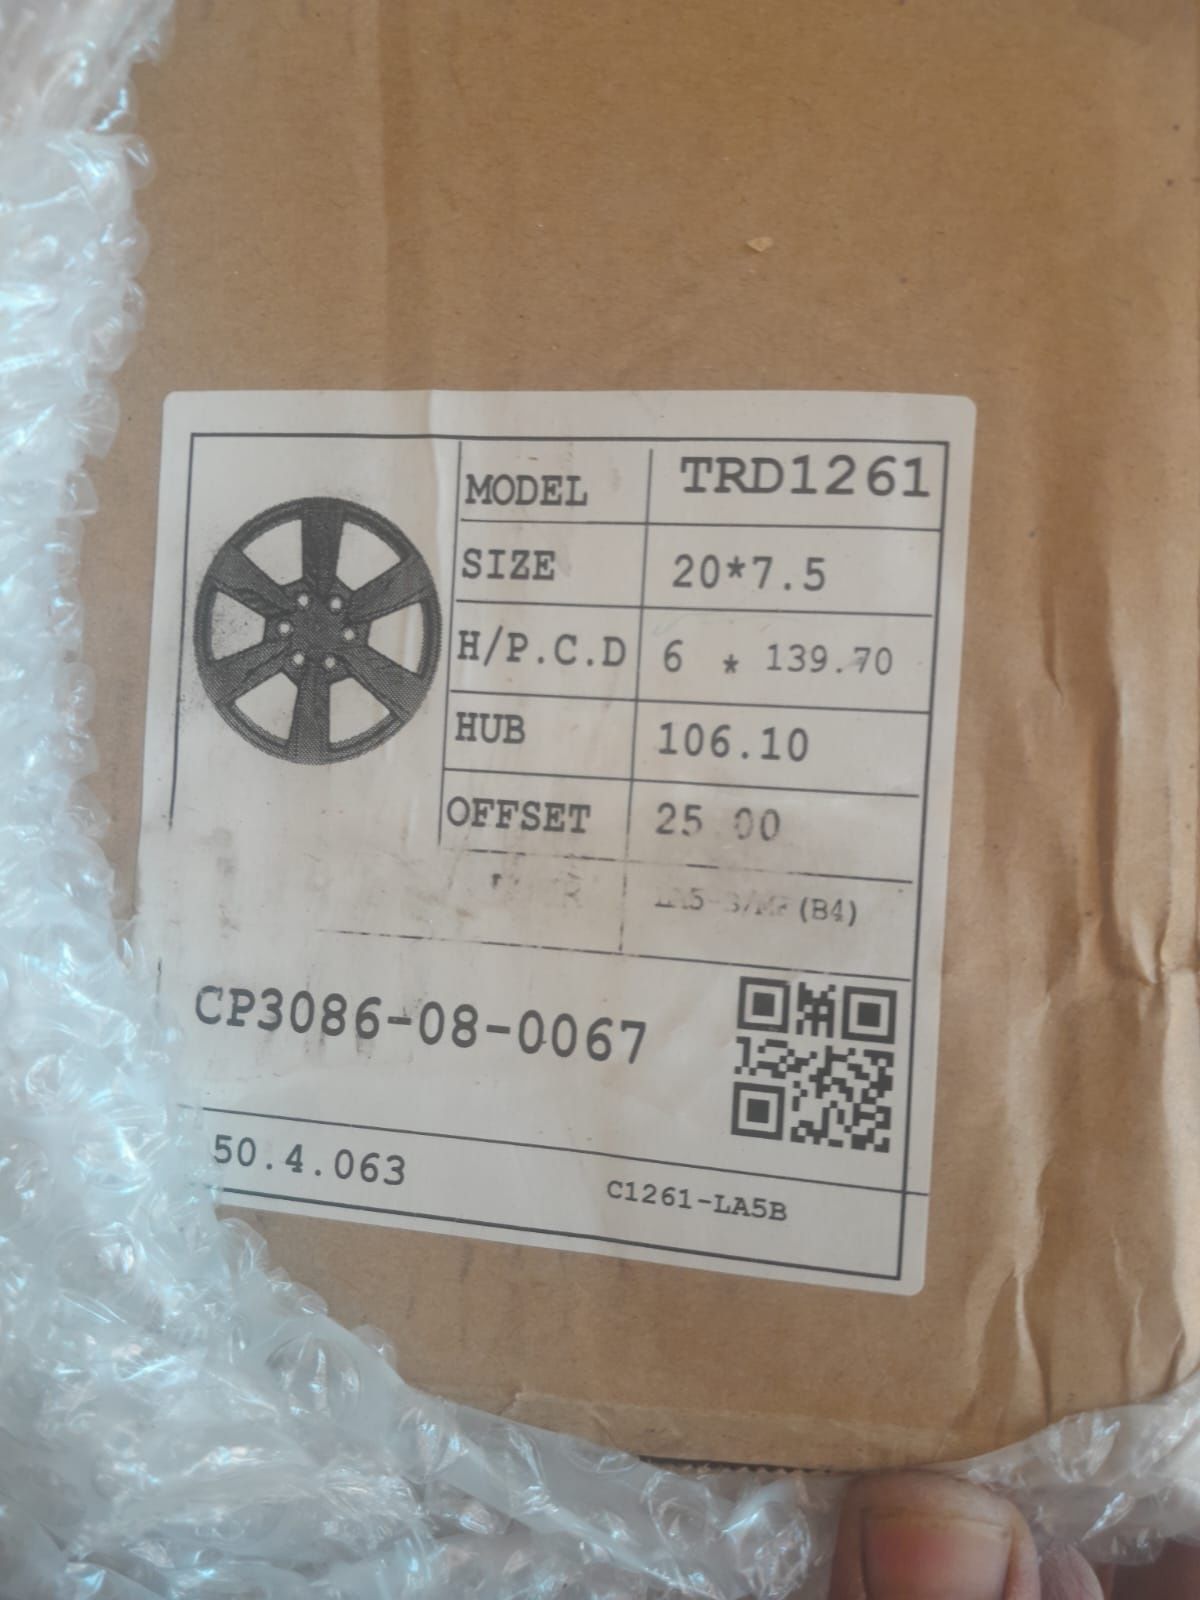 MODEL TRD1261
SIZE 20*7.5
H/P.C.D 6 * 139.70
HUB 106.10
OFFSET 25 00
(B4)
CP3086-08-0067
50.4.063
C1261-LA5B